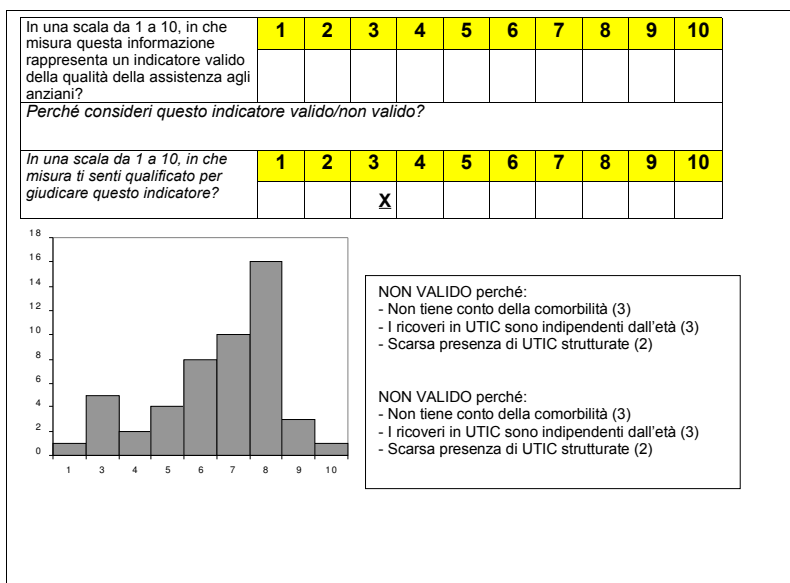 In una scala da 1 a 10, in che
misura questa informazione
rappresenta un indicatore valido
della qualità della assistenza agli
anziani?
1 2 3 4 5 6 7 8 9 10
Perché consideri questo indicatore valido/non valido?
In una scala da 1 a 10, in che
misura ti senti qualificato per
giudicare questo indicatore?
1 2 3 4 5 6 7 8 9 10
X
18
16
14
12
10
8
6
4
2
0
1 3 4 5 6 7 8 9 10
NON VALIDO perché:
- Non tiene conto della comorbilità (3)
- I ricoveri in UTIC sono indipendenti dall'età (3)
- Scarsa presenza di UTIC strutturate (2)
NON VALIDO perché:
- Non tiene conto della comorbilità (3)
- I ricoveri in UTIC sono indipendenti dall'età (3)
- Scarsa presenza di UTIC strutturate (2)